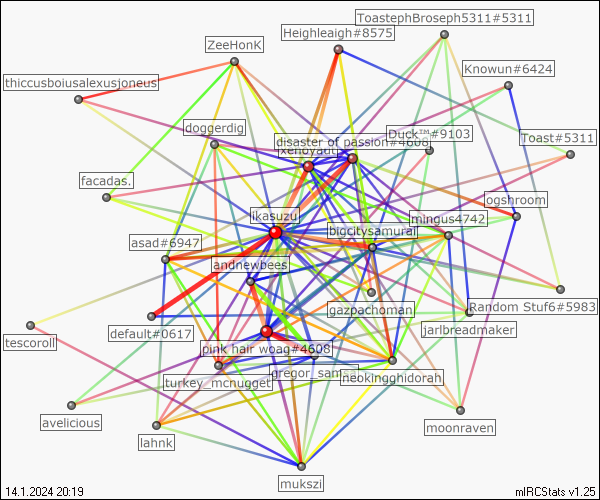 ToastephBroseph5311#5311
Heighleaigh#8575
ZeeHonK
Knowun#6424
thiccusboiusalexusjoneus
doggerdig
Duck™#9103
disaster of passion#4608
Toast#5311
xenoyauti
facadas.
ogshroom
ikasuzu
mingus4742
bigcitysamurai
asad#6947
andnewbees
Random Stuf6#5983
gazpachoman
default#0617
jarlbreadmaker
tescoroll
pink hair woag#4608
gregor_samsa
neokingghidorah
turkey_mcnugget
avelicious
moonraven
lahnk
mukszi
14.1.2024 20:19
mIRCStats v1.25